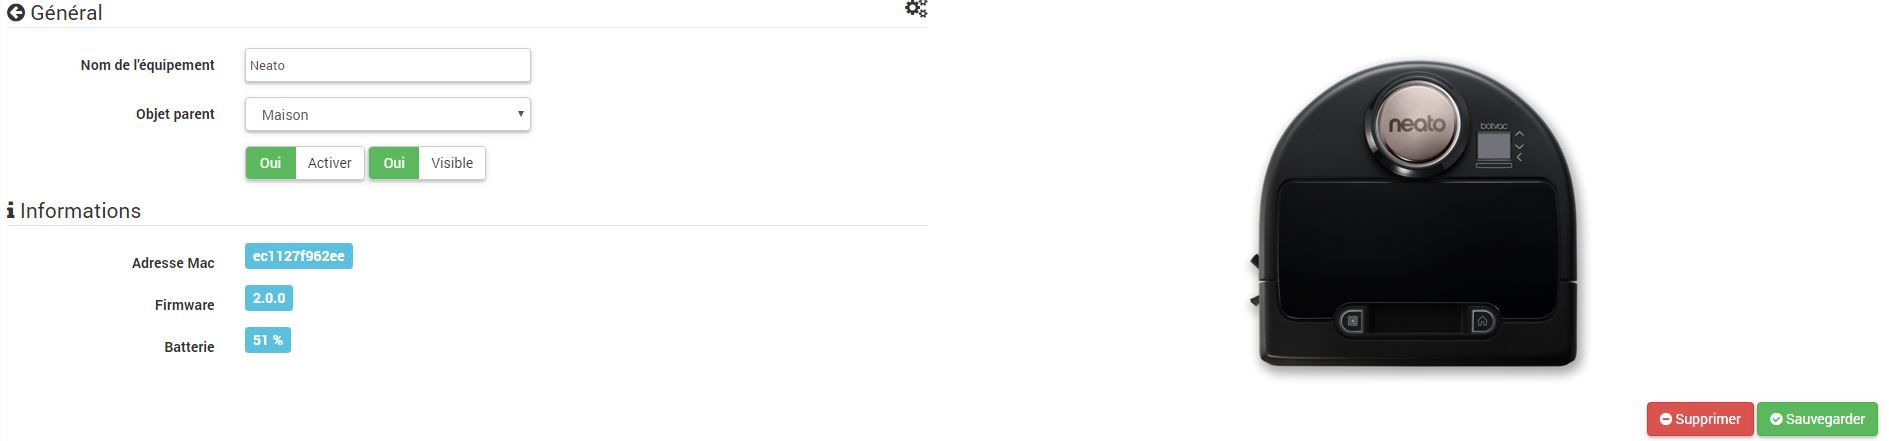 Général
Nom de l'équipement Neato
Objet parent Maison
Oui Activer Oui Visible
Informations
Adresse Mac ec1127f962ee
Firmware 2.0.0
Batterie 51 %
neato
botvac
Supprimer Sauvegarder